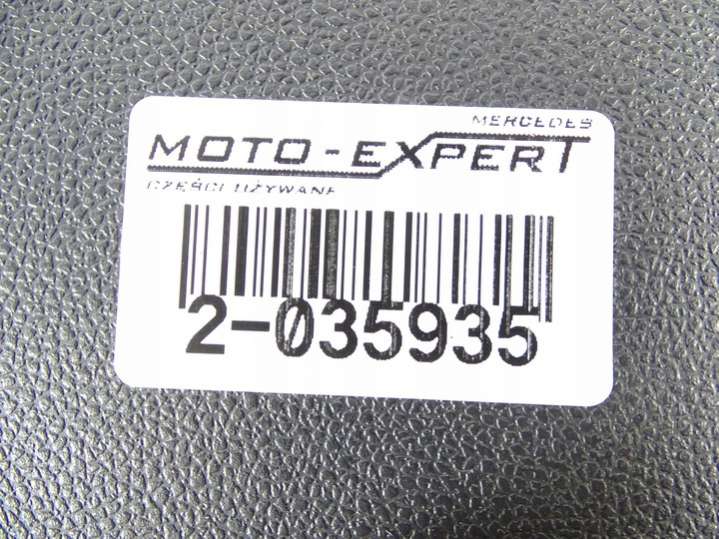 MERCEDES
MOTO-EXPERT
CZĘŚCI UŻYWANE
2-035935